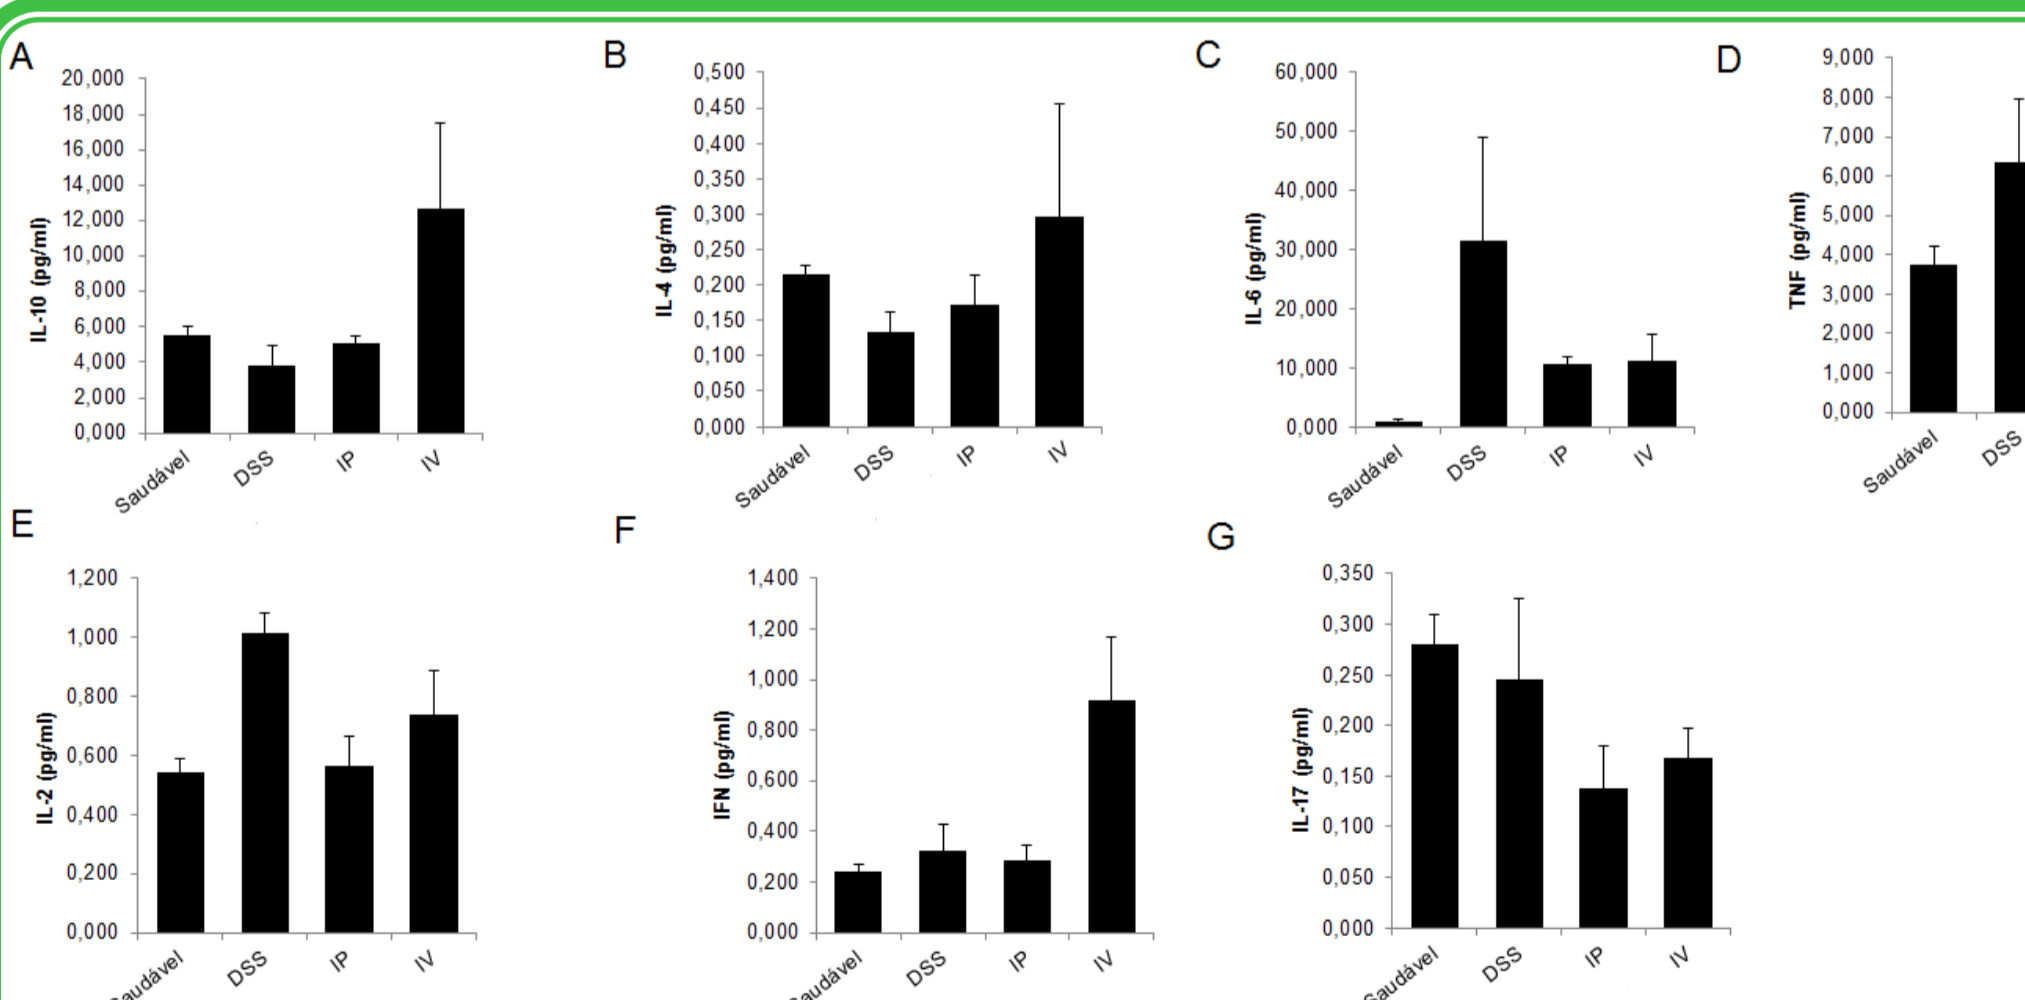 A
20,000
18,000
16,000
14,000
12,000
10,000
8,000
6,000
4,000
2,000
0,000
IL-10 (pg/ml)
Saudável
DSS
IP
IV
B
0,500
0,450
0,400
0,350
0,300
0,250
0,200
0,150
0,100
0,050
0,000
IL-4 (pg/ml)
Saudável
DSS
IP
IV
C
60,000
50,000
40,000
30,000
20,000
10,000
0,000
IL-6 (pg/ml)
Saudável
DSS
IP
IV
D
9,000
8,000
7,000
6,000
5,000
4,000
3,000
2,000
1,000
0,000
TNF (pg/ml)
Saudável
DSS
E
1,200
1,000
0,800
0,600
0,400
0,200
0,000
IL-2 (pg/ml)
Saudável
DSS
IP
IV
F
1,400
1,200
1,000
0,800
0,600
0,400
0,200
0,000
IFN (pg/ml)
Saudável
DSS
IP
IV
G
0,350
0,300
0,250
0,200
0,150
0,100
0,050
0,000
IL-17 (pg/ml)
Saudável
DSS
IP
IV